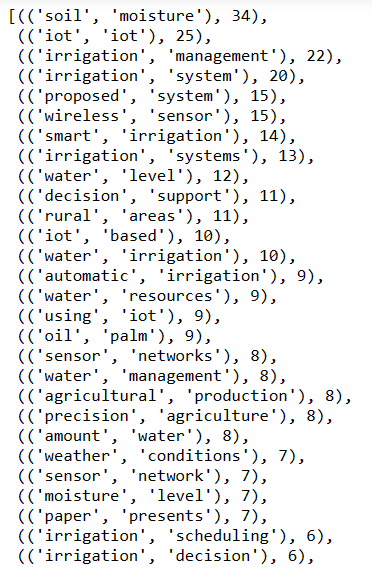 [(('soil', 'moisture'), 34),
(('iot', 'iot'), 25),
(('irrigation', 'management'), 22),
(('irrigation', 'system'), 20),
(('proposed', 'system'), 15),
(('wireless', 'sensor'), 15),
(('smart', 'irrigation'), 14),
(('irrigation', 'systems'), 13),
(('water', 'level'), 12),
(('decision', 'support'), 11),
(('rural', 'areas'), 11),
(('iot', 'based'), 10),
(('water', 'irrigation'), 10),
(('automatic', 'irrigation'), 9),
(('water', 'resources'), 9),
(('using', 'iot'), 9),
(('oil', 'palm'), 9),
(('sensor', 'networks'), 8),
(('water', 'management'), 8),
(('agricultural', 'production'), 8),
(('precision', 'agriculture'), 8),
(('amount', 'water'), 8),
(('weather', 'conditions'), 7),
(('sensor', 'network'), 7),
(('moisture', 'level'), 7),
(('paper', 'presents'), 7),
(('irrigation', 'scheduling'), 6),
(('irrigation', 'decision'), 6),